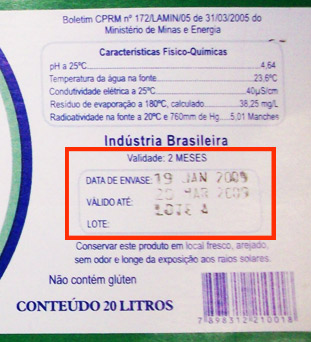 Boletim CPRM nº 172/LAMIN/05 de 31/03/2005 do
Ministério de Minas e Energia
Características Físico-Químicas
pH a 25ºC 4,64
Temperatura da água na fonte 23,6ºC
Condutividade elétrica a 25ºC 40µS/cm
Resíduo de evaporação a 180ºC, calculado 38,25 mg/L
Radioatividade na fonte a 20ºC e 760mm de Hg 5,01 Manches
Indústria Brasileira
Validade: 2 MESES
DATA DE ENVASE: 19 JAN 2009
VÁLIDO ATÉ: MAR 2009
LOTE: LOTE
Conservar este produto em local fresco, arejado,
sem odor e longe da exposição aos raios solares.
Não contém glúten
CONTEÚDO 20 LITROS
7 898312 210018